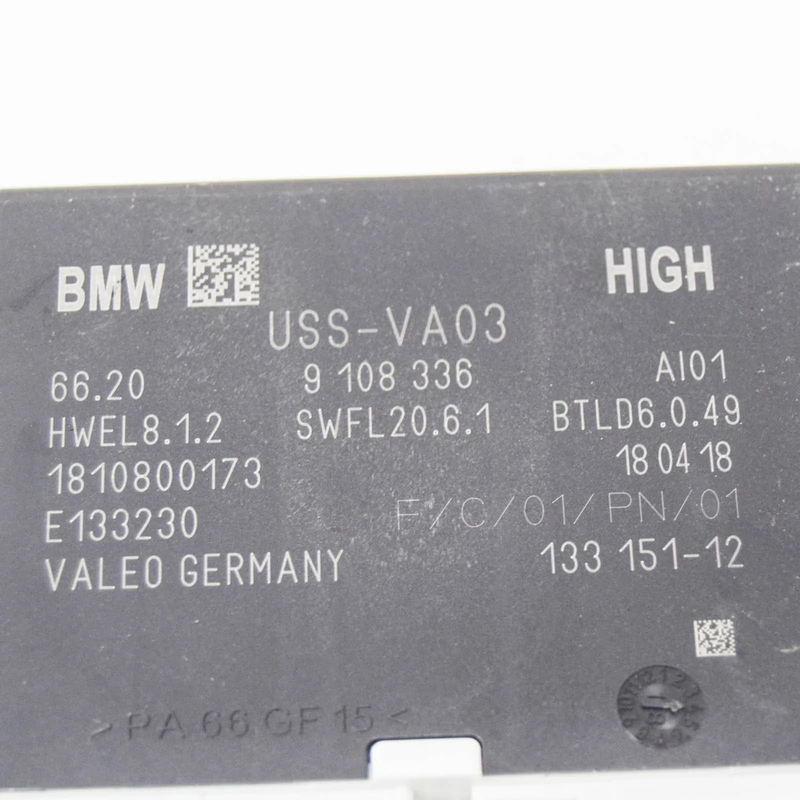 BMW HIGH
USS-VA03
66.20 9 108 336 AI01
HWEL8.1.2 SWFL20.6.1 BTLD6.0.49
1810800173 18 04 18
E133230 F/C/01/PN/01
VALEO GERMANY 133 151-12
>PA 66 GF 15<